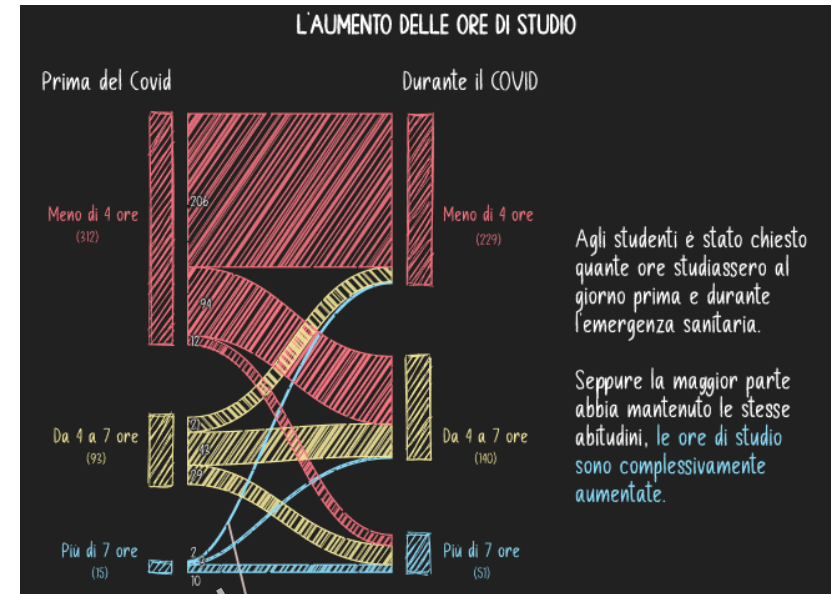 L'AUMENTO DELLE ORE DI STUDIO
Prima del Covid
Durante il COVID
Meno di 4 ore
(312)
206
94
12
Meno di 4 ore
(229)
Da 4 a 7 ore
(93)
21
43
29
Da 4 a 7 ore
(140)
Più di 7 ore
(15)
2
10
Più di 7 ore
(51)
Agli studenti è stato chiesto
quante ore studiassero al
giorno prima e durante
l'emergenza sanitaria.
Seppure la maggior parte
abbia mantenuto le stesse
abitudini, le ore di studio
sono complessivamente
aumentate.